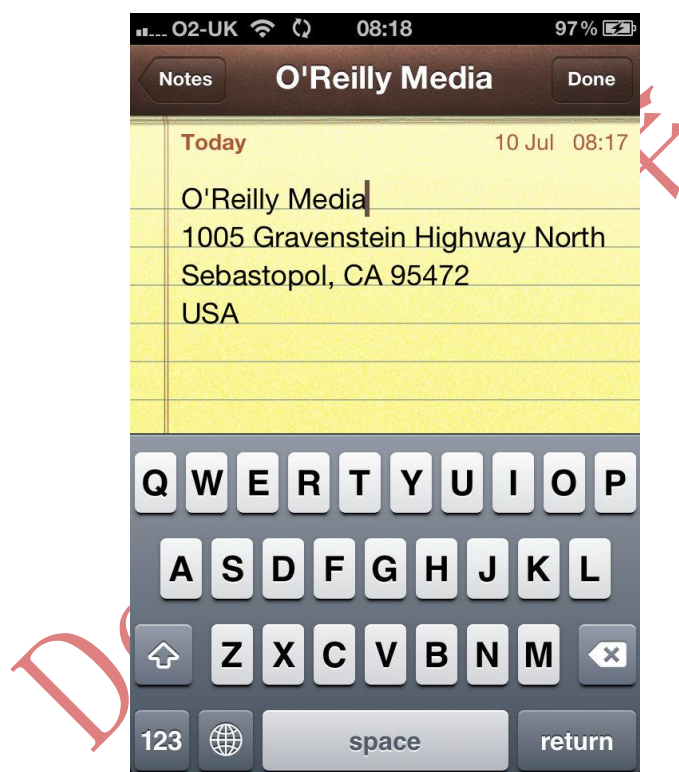 O2-UK 08:18 97%
Notes O'Reilly Media Done
Today 10 Jul 08:17
O'Reilly Media
1005 Gravenstein Highway North
Sebastopol, CA 95472
USA
Q W E R T Y U I O P
A S D F G H J K L
Z X C V B N M
123 space return